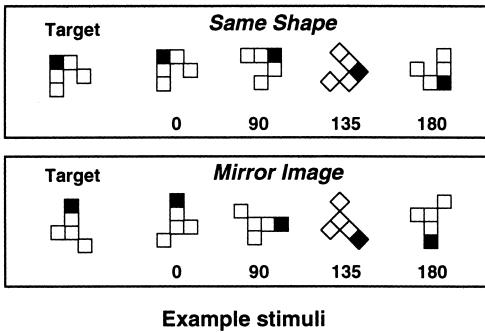 Target Same Shape
0 90 135 180
Target Mirror Image
0 90 135 180
Example stimuli